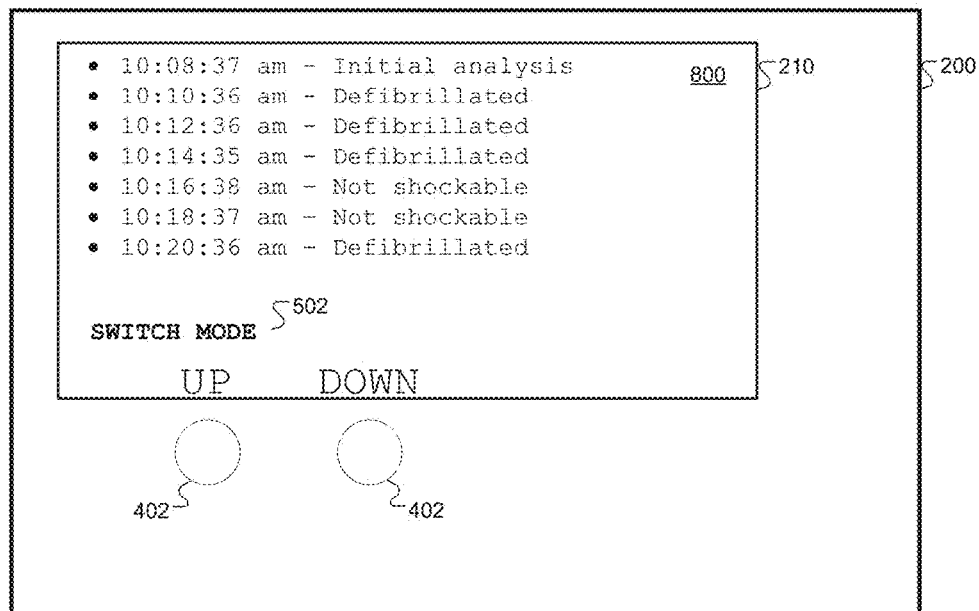 • 10:08:37 am - Initial analysis
800
210
200
• 10:10:36 am - Defibrillated
• 10:12:36 am - Defibrillated
• 10:14:35 am - Defibrillated
• 10:16:38 am - Not shockable
• 10:18:37 am - Not shockable
• 10:20:36 am - Defibrillated
502
SWITCH MODE
UP DOWN
402 402